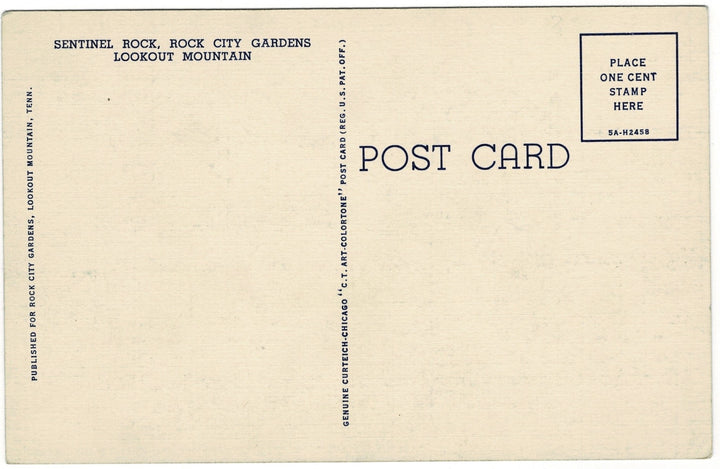 SENTINEL ROCK, ROCK CITY GARDENS
LOOKOUT MOUNTAIN
PUBLISHED FOR ROCK CITY GARDENS, LOOKOUT MOUNTAIN, TENN.
GENUINE CURTEICH-CHICAGO "C.T. ART-COLORTONE" POST CARD (REG. U.S. PAT. OFF.)
POST CARD
PLACE
ONE CENT
STAMP
HERE
5A-H2458